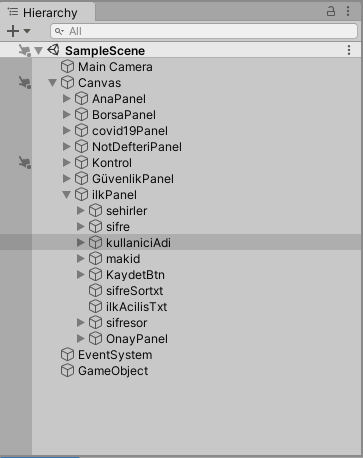 Hierarchy
All
SampleScene
Main Camera
Canvas
AnaPanel
BorsaPanel
covid19Panel
NotDefteriPanel
Kontrol
GüvenlikPanel
ilkPanel
sehirler
sifre
kullaniciAdi
makid
KaydetBtn
sifreSortxt
ilkAcilisTxt
sifresor
OnayPanel
EventSystem
GameObject